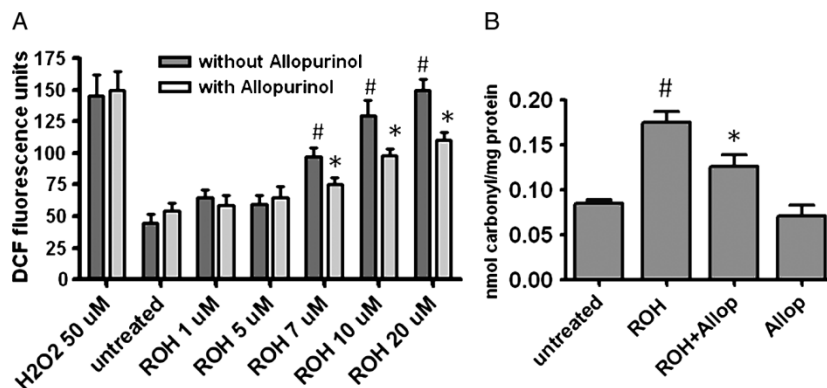 A
DCF fluorescence units
175
150
125
100
75
50
25
0
without Allopurinol
with Allopurinol
#
*
#
*
#
*
H2O2 50 uM
untreated
ROH 1 uM
ROH 5 uM
ROH 7 uM
ROH 10 uM
ROH 20 uM
B
nmol carbonyl/mg protein
0.20
0.15
0.10
0.05
0.00
#
*
untreated
ROH
ROH+Allop
Allop